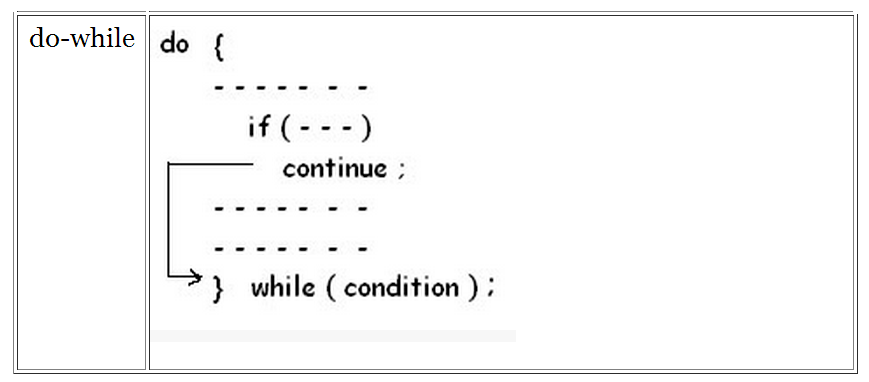 do-while
do {
- - - - - - -
if ( - - - )
continue ;
- - - - - - -
- - - - - - -
} while ( condition ) ;